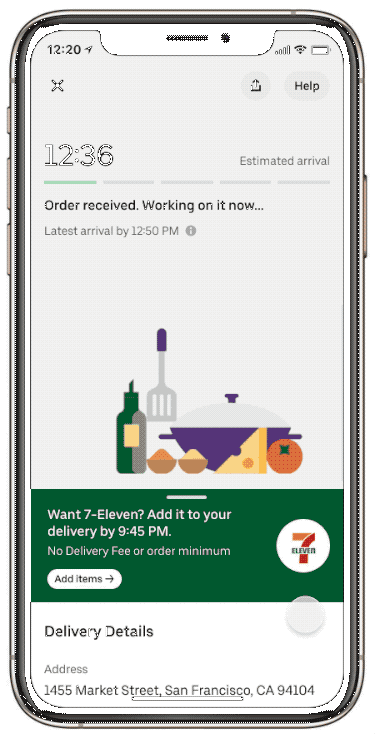 12:20
Help
12:36
Estimated arrival
Order received. Working on it now...
Latest arrival by 12:50 PM
Want 7-Eleven? Add it to your
delivery by 9:45 PM.
No Delivery Fee or order minimum
7
ELEVEN
Add items →
Delivery Details
Address
1455 Market Street, San Francisco, CA 94104